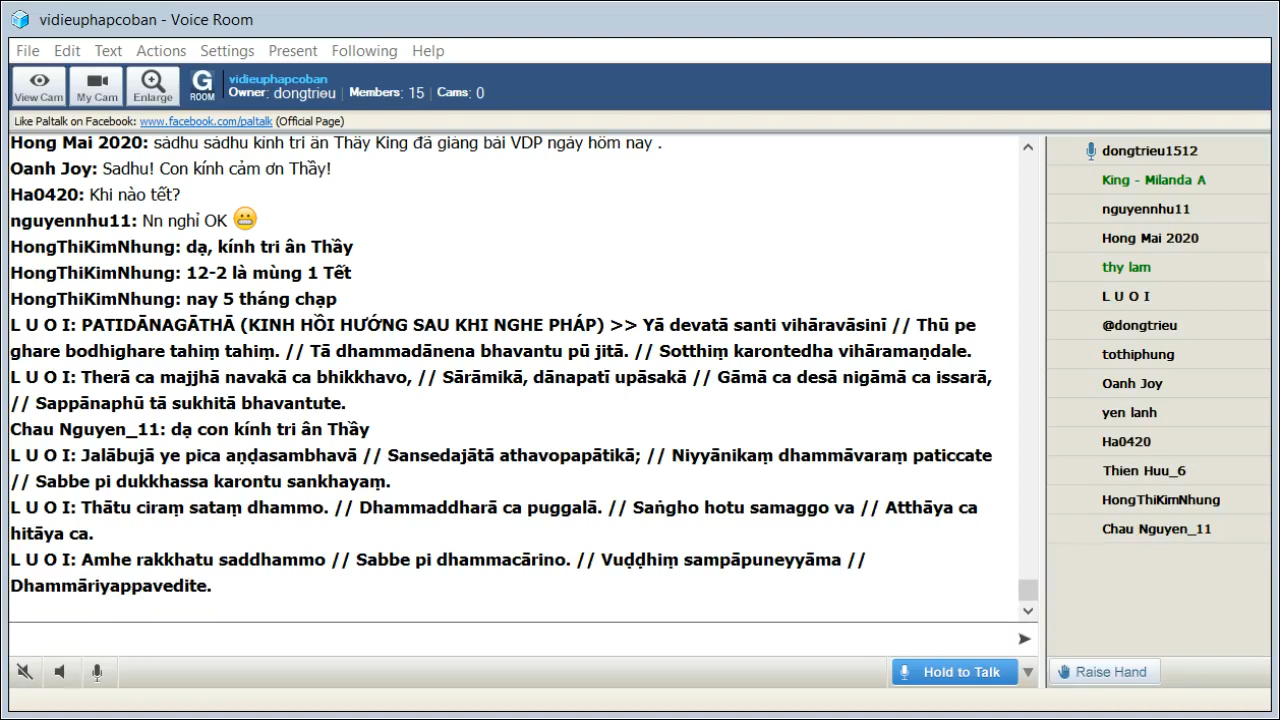 vidieuphapcoban - Voice Room
File Edit Text Actions Settings Present Following Help
View Cam My Cam Enlarge G ROOM
vidieuphapcoban
Owner: dongtrieu | Members: 15 | Cams: 0
Like Paltalk on Facebook: www.facebook.com/paltalk (Official Page)
Hong Mai 2020: sádhu sádhu kính tri ân Thầy King đã giảng bài VDP ngày hôm nay .
Oanh Joy: Sadhu! Con kính cảm ơn Thầy!
Ha0420: Khi nào tết?
nguyennhu11: Nn nghỉ OK
HongThiKimNhung: dạ, kính tri ân Thầy
HongThiKimNhung: 12-2 là mùng 1 Tết
HongThiKimNhung: nay 5 tháng chạp
L U O I: PATIDĀNAGĀTHĀ (KINH HỒI HƯỚNG SAU KHI NGHE PHÁP) >> Yā devatā santi vihāravāsinī // Thū pe
ghare bodhighare tahiṃ tahiṃ. // Tā dhammadānena bhavantu pū jitā. // Sotthiṃ karontedha vihāramaṇdale.
L U O I: Therā ca majjhā navakā ca bhikkhavo, // Sārāmikā, dānapatī upāsakā // Gāmā ca desā nigāmā ca issarā,
// Sappānaphū tā sukhitā bhavantute.
Chau Nguyen_11: dạ con kính tri ân Thầy
L U O I: Jalābujā ye pica aṇḍasambhavā // Sansedajātā athavopapātikā; // Niyyānikaṃ dhammāvaraṃ paticcate
// Sabbe pi dukkhassa karontu sankhayaṃ.
L U O I: Thātu ciraṃ sataṃ dhammo. // Dhammaddharā ca puggalā. // Saṅgho hotu samaggo va // Atthāya ca
hitāya ca.
L U O I: Amhe rakkhatu saddhammo // Sabbe pi dhammacārino. // Vuḍḍhiṃ sampāpuneyyāma //
Dhammāriyappavedite.
Hold to Talk
dongtrieu1512
King - Milanda A
nguyennhu11
Hong Mai 2020
thy lam
L U O I
@dongtrieu
tothiphung
Oanh Joy
yen lanh
Ha0420
Thien Huu_6
HongThiKimNhung
Chau Nguyen_11
Raise Hand